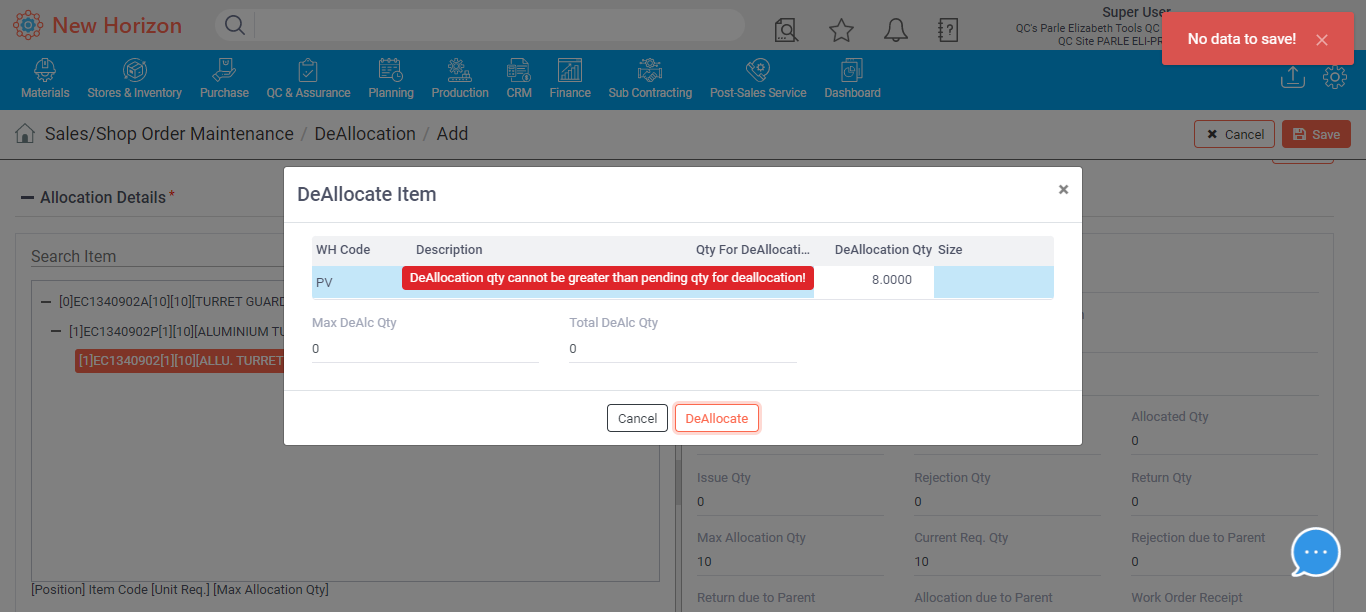 New Horizon
Super User
QC's Parle Elizabeth Tools QC
QC Site PARLE ELI-PR
No data to save!
Materials
Stores & Inventory
Purchase
QC & Assurance
Planning
Production
CRM
Finance
Sub Contracting
Post-Sales Service
Dashboard
Sales/Shop Order Maintenance / DeAllocation / Add
Cancel
Save
Allocation Details *
Search Item
[0]EC1340902A[10][10][TURRET GUARD
[1]EC1340902P[1][10][ALUMINIUM TU
[1]EC1340902[1][10][ALLU. TURRET
[Position] Item Code [Unit Req.] [Max Allocation Qty]
DeAllocate Item
WH Code Description Qty For DeAllocati... DeAllocation Qty Size
PV
DeAllocation qty cannot be greater than pending qty for deallocation!
8.0000
Max DeAlc Qty Total DeAlc Qty
0 0
Cancel DeAllocate
Allocated Qty
0
Issue Qty Rejection Qty Return Qty
0 0 0
Max Allocation Qty Current Req. Qty Rejection due to Parent
10 10 0
Return due to Parent Allocation due to Parent Work Order Receipt